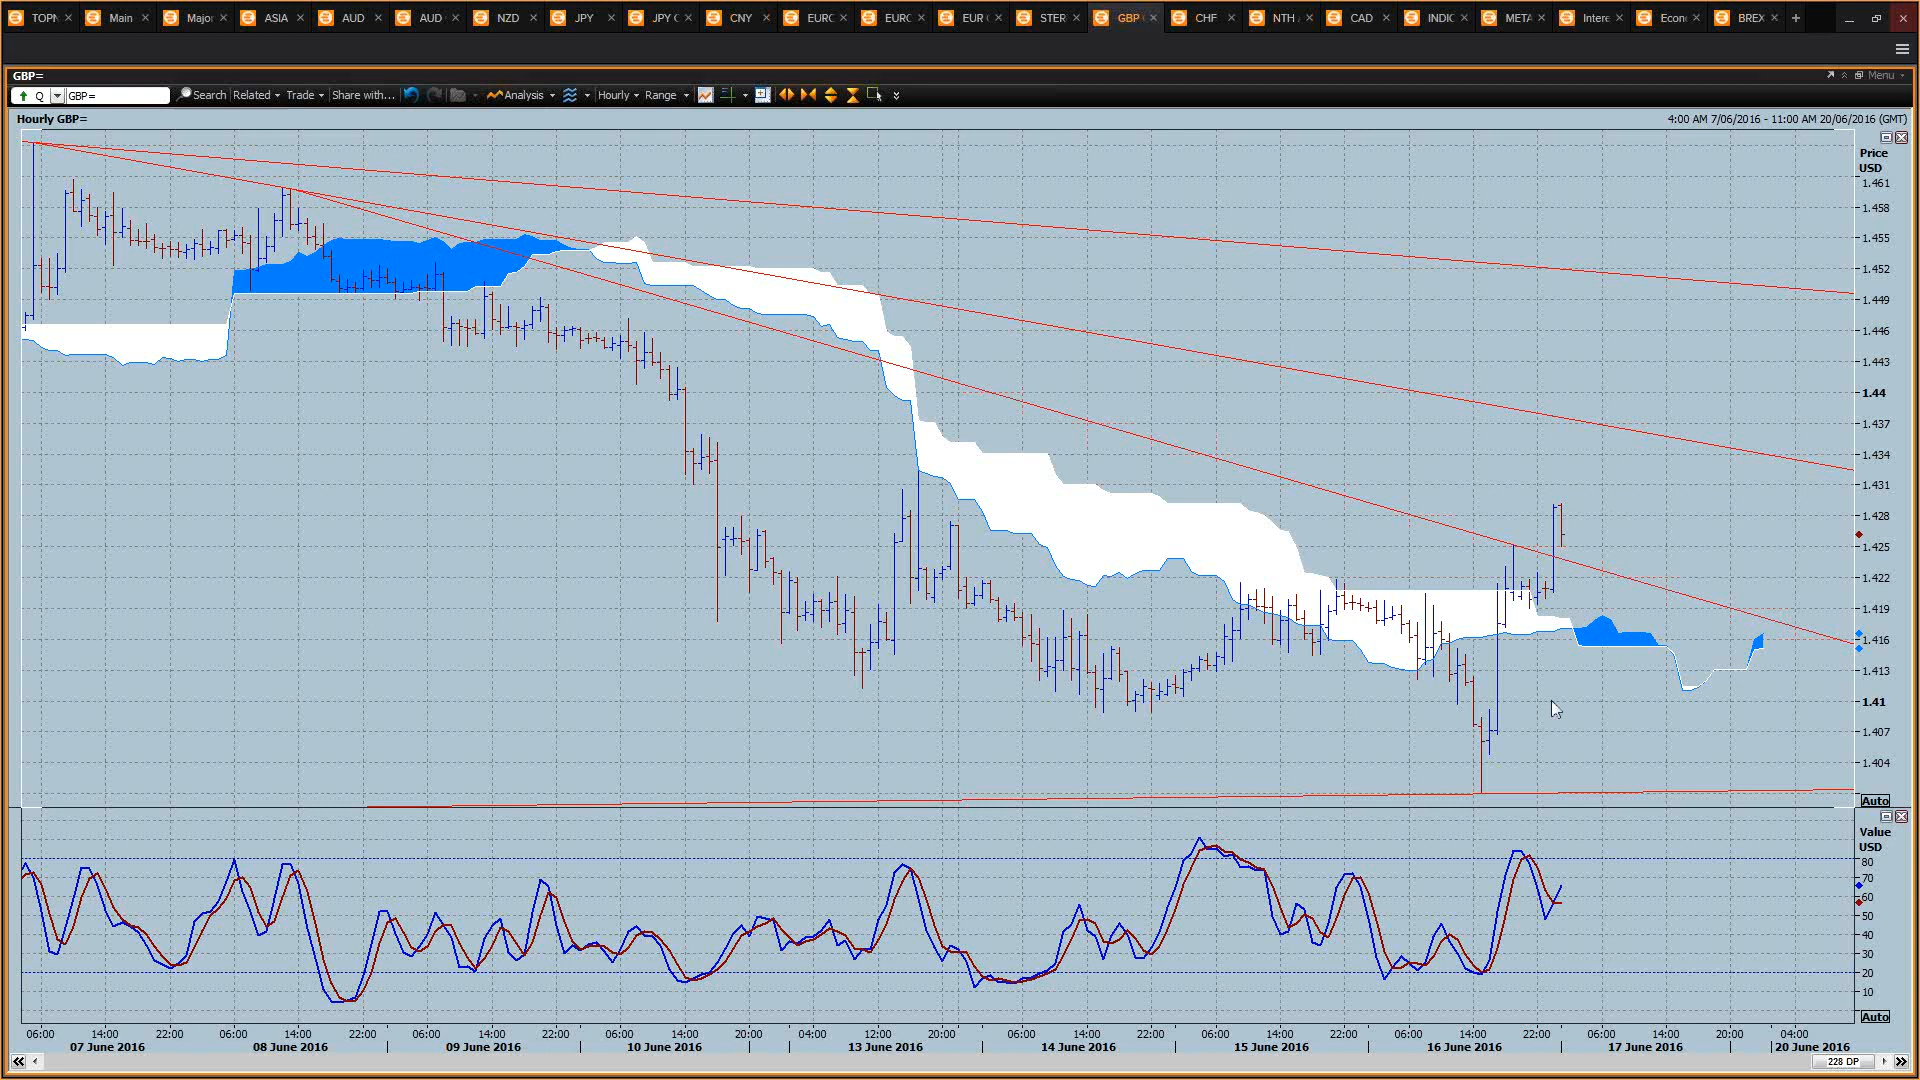 TOPN Main Major ASIA AUD AUD NZD JPY JPY C CNY EURC EURC EUR STER GBP CHF NTH CAD INDIC META Intere Econ BREX +
GBP=
Menu
Q GBP= Search Related Trade Share with... Analysis Hourly Range
Hourly GBP=
4:00 AM 7/06/2016 - 11:00 AM 20/06/2016 (GMT)
Price
USD
1.461
1.458
1.455
1.452
1.449
1.446
1.443
1.44
1.437
1.434
1.431
1.428
1.425
1.422
1.419
1.416
1.413
1.41
1.407
1.404
Auto
Value
USD
80
70
60
50
40
30
20
10
Auto
06:00 14:00 22:00 06:00 14:00 22:00 06:00 14:00 22:00 06:00 14:00 20:00 04:00 12:00 20:00 06:00 14:00 22:00 06:00 14:00 22:00 06:00 14:00 22:00 06:00 14:00 20:00 04:00
07 June 2016 08 June 2016 09 June 2016 10 June 2016 13 June 2016 14 June 2016 15 June 2016 16 June 2016 17 June 2016 20 June 2016
228 DP